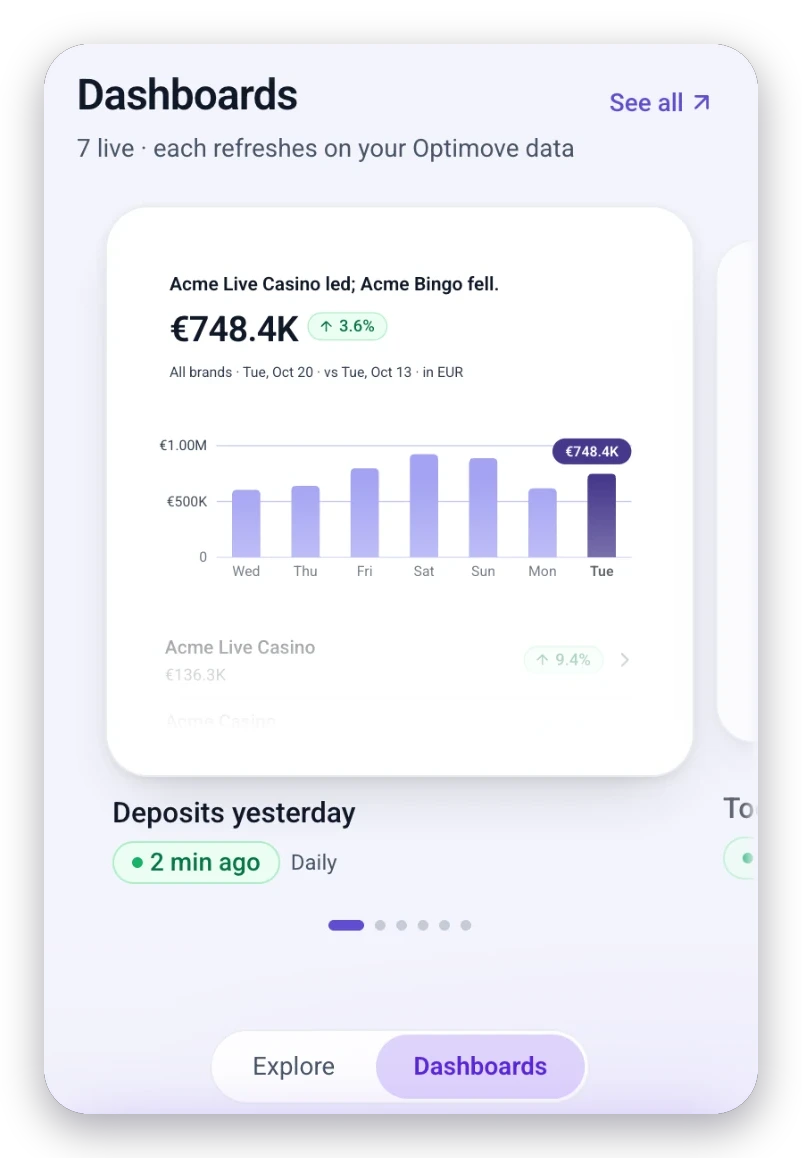 Dashboards
See all
7 live · each refreshes on your Optimove data
Acme Live Casino led; Acme Bingo fell.
€748.4K ↑ 3.6%
All brands · Tue, Oct 20 · vs Tue, Oct 13 · in EUR
€1.00M
€748.4K
€500K
0
Wed Thu Fri Sat Sun Mon Tue
Acme Live Casino
€136.3K
↑ 9.4%
Acme Casino
Deposits yesterday
2 min ago Daily
To
Explore Dashboards